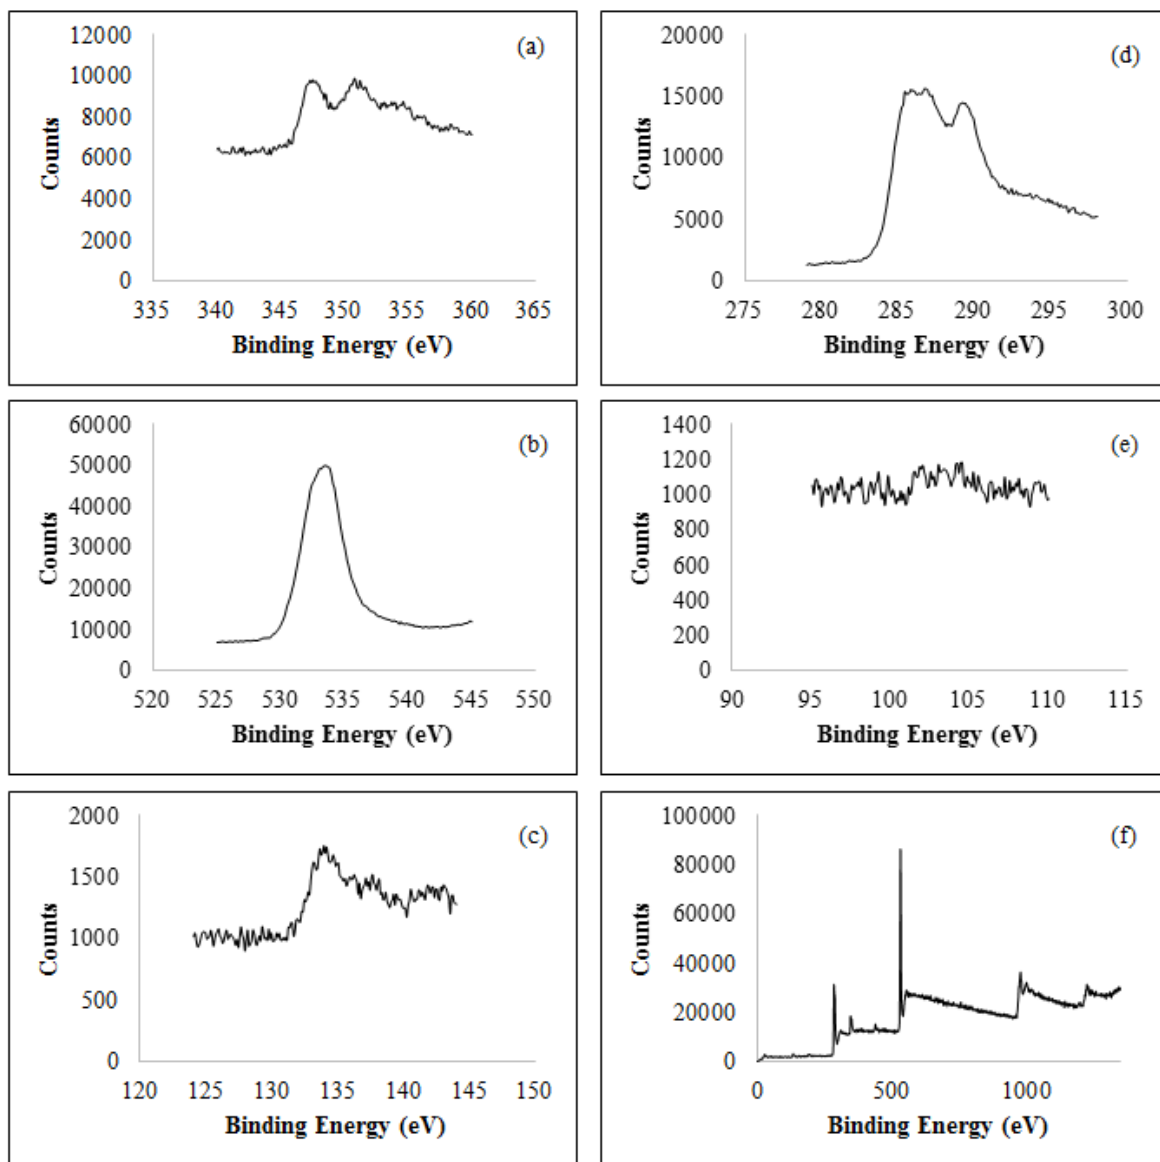 (a)
12000
10000
8000
6000
4000
2000
0
Counts
335 340 345 350 355 360 365
Binding Energy (eV)
(d)
20000
15000
10000
5000
0
Counts
275 280 285 290 295 300
Binding Energy (eV)
(b)
60000
50000
40000
30000
20000
10000
0
Counts
520 525 530 535 540 545 550
Binding Energy (eV)
(e)
1400
1200
1000
800
600
400
200
0
Counts
90 95 100 105 110 115
Binding Energy (eV)
(c)
2000
1500
1000
500
0
Counts
120 125 130 135 140 145 150
Binding Energy (eV)
(f)
100000
80000
60000
40000
20000
0
Counts
0 500 1000
Binding Energy (eV)